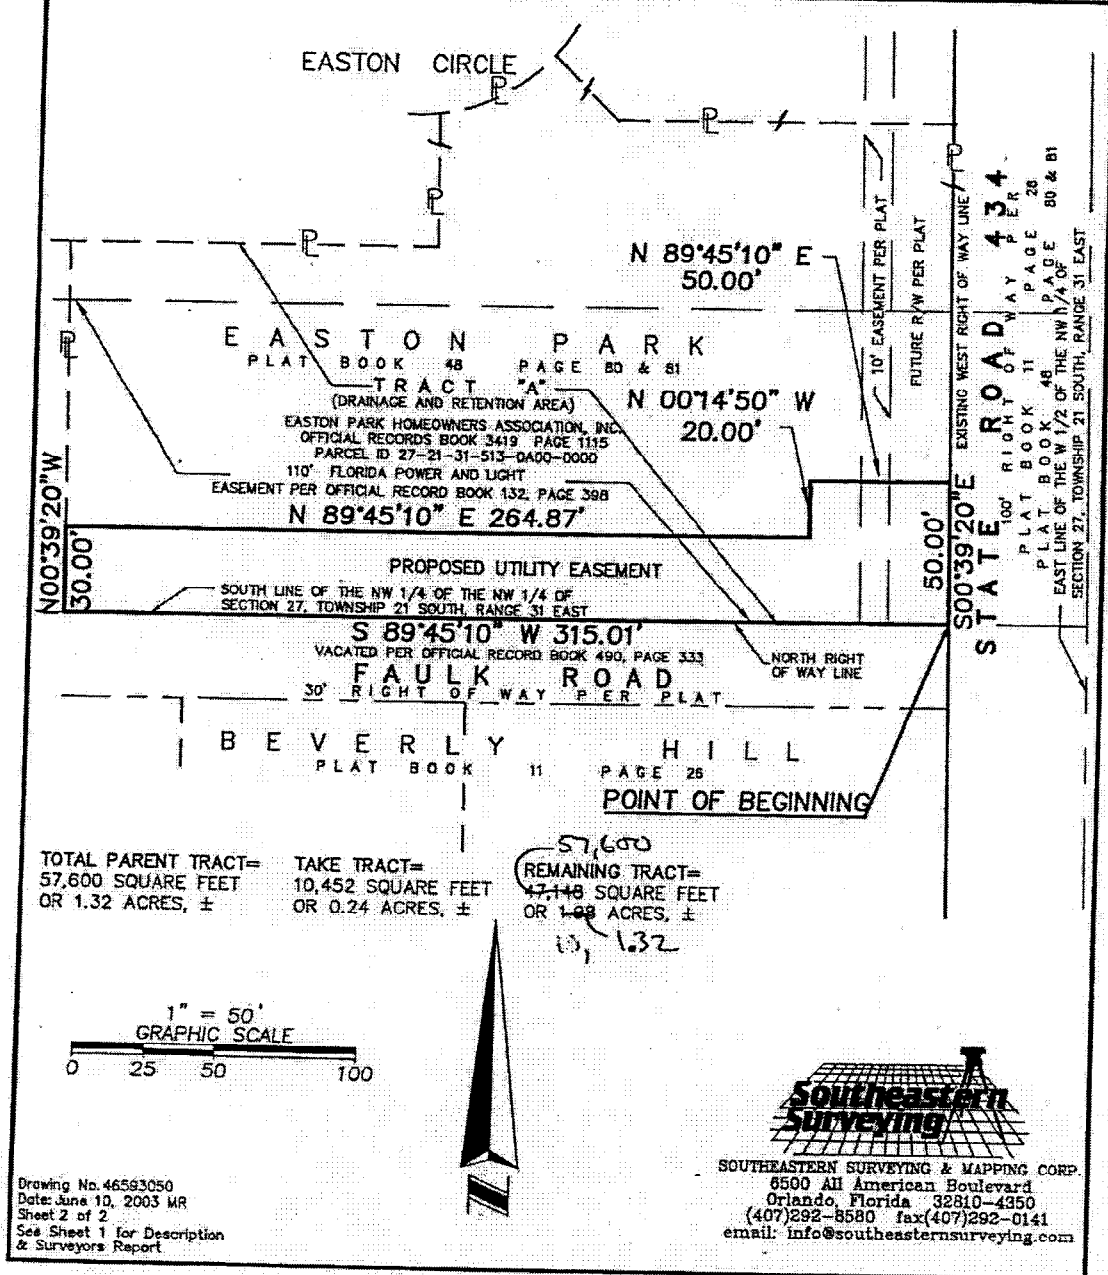 EASTON CIRCLE
N 89°45'10" E
50.00'
10' EASEMENT PER PLAT
FUTURE R/W PER PLAT
EXISTING WEST RIGHT OF WAY LINE
STATE ROAD 434
100' RIGHT OF WAY PER
PLAT BOOK 11 PAGE 28
PLAT BOOK 48 PAGE 80 & 81
EAST LINE OF THE W 1/2 OF THE NW 1/4 OF
SECTION 27, TOWNSHIP 21 SOUTH, RANGE 31 EAST
EASTON PARK
PLAT BOOK 48 PAGE 80 & 81
TRACT "A"
(DRAINAGE AND RETENTION AREA)
N 00°14'50" W
20.00'
EASTON PARK HOMEOWNERS ASSOCIATION, INC.
OFFICIAL RECORDS BOOK 3419 PAGE 1115
PARCEL ID 27-21-31-513-0A00-0000
110' FLORIDA POWER AND LIGHT
EASEMENT PER OFFICIAL RECORD BOOK 132, PAGE 398
N 89°45'10" E 264.87'
N00°39'20"W
30.00'
50.00'
S00°39'20"E
PROPOSED UTILITY EASEMENT
SOUTH LINE OF THE NW 1/4 OF THE NW 1/4 OF
SECTION 27, TOWNSHIP 21 SOUTH, RANGE 31 EAST
S 89°45'10" W 315.01'
VACATED PER OFFICIAL RECORD BOOK 490, PAGE 333
NORTH RIGHT
OF WAY LINE
FAULK ROAD
30' RIGHT OF WAY PER PLAT
BEVERLY HILL
PLAT BOOK 11 PAGE 26
POINT OF BEGINNING
TOTAL PARENT TRACT=
57,600 SQUARE FEET
OR 1.32 ACRES, ±
TAKE TRACT=
10,452 SQUARE FEET
OR 0.24 ACRES, ±
57,600
REMAINING TRACT=
47,148 SQUARE FEET
OR 1.08 ACRES, ±
1.32
1" = 50'
GRAPHIC SCALE
0 25 50 100
Southeastern
Surveying
SOUTHEASTERN SURVEYING & MAPPING CORP.
6500 All American Boulevard
Orlando, Florida 32810-4350
(407)292-8580 fax(407)292-0141
email: info@southeasternsurveying.com
Drawing No. 46593050
Date: June 10, 2003 MR
Sheet 2 of 2
See Sheet 1 for Description
& Surveyors Report